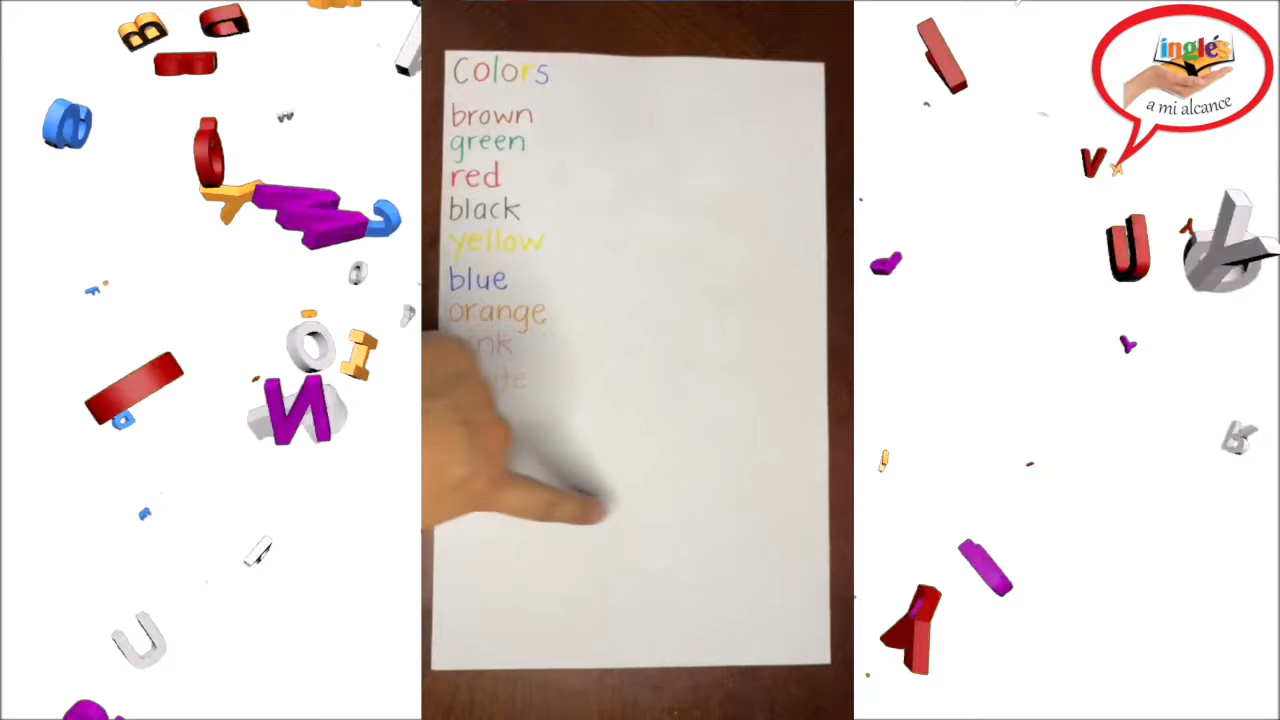 Colors
brown
green
red
black
yellow
blue
orange
inglés
a mi alcance